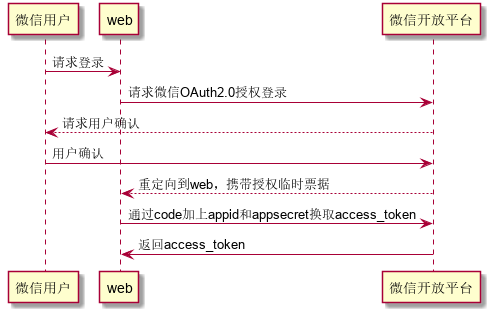 微信用户
web
微信开放平台
请求登录
请求微信OAuth2.0授权登录
请求用户确认
用户确认
重定向到web，携带授权临时票据
通过code加上appid和appsecret换取access_token
返回access_token
微信用户
web
微信开放平台